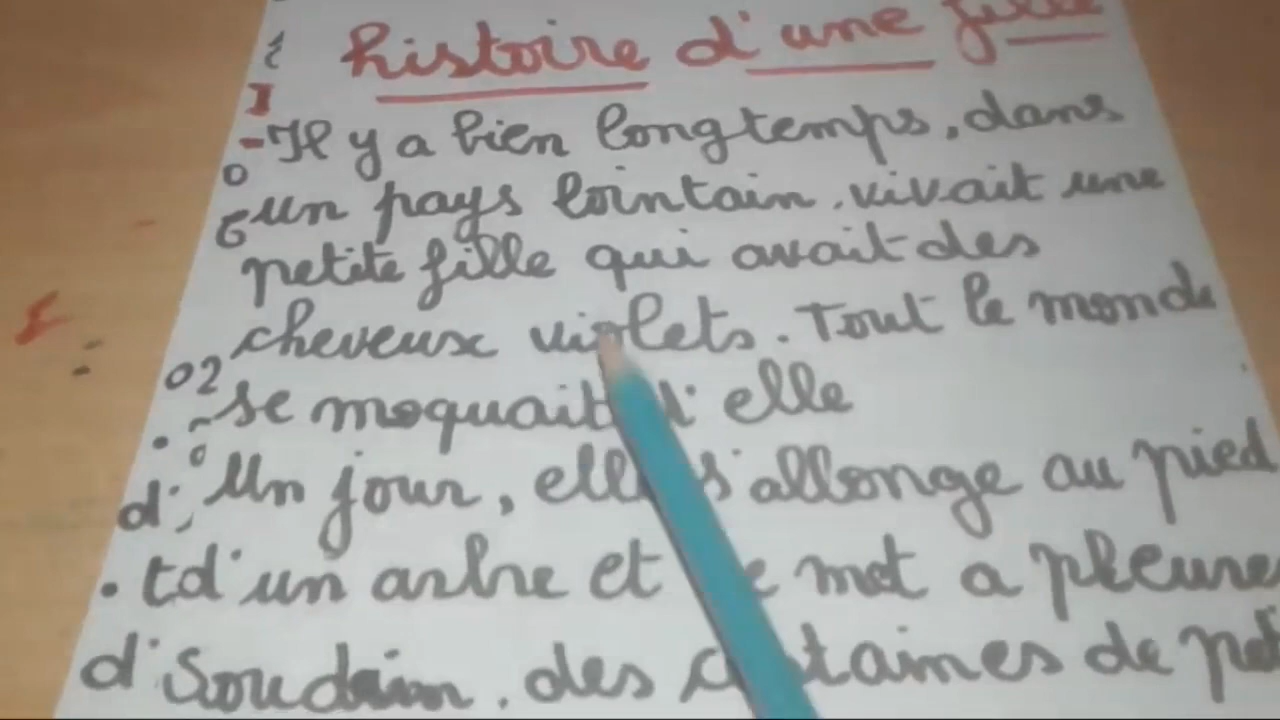 histoire d'une fille
Il y a bien longtemps, dans
un pays lointain, vivait une
petite fille qui avait des
cheveux violets. Tout le monde
02
se moquait d'elle
Un jour, elle s'allonge au pied
d'un arbre et se met a pleurer
Soudain, des centaines de